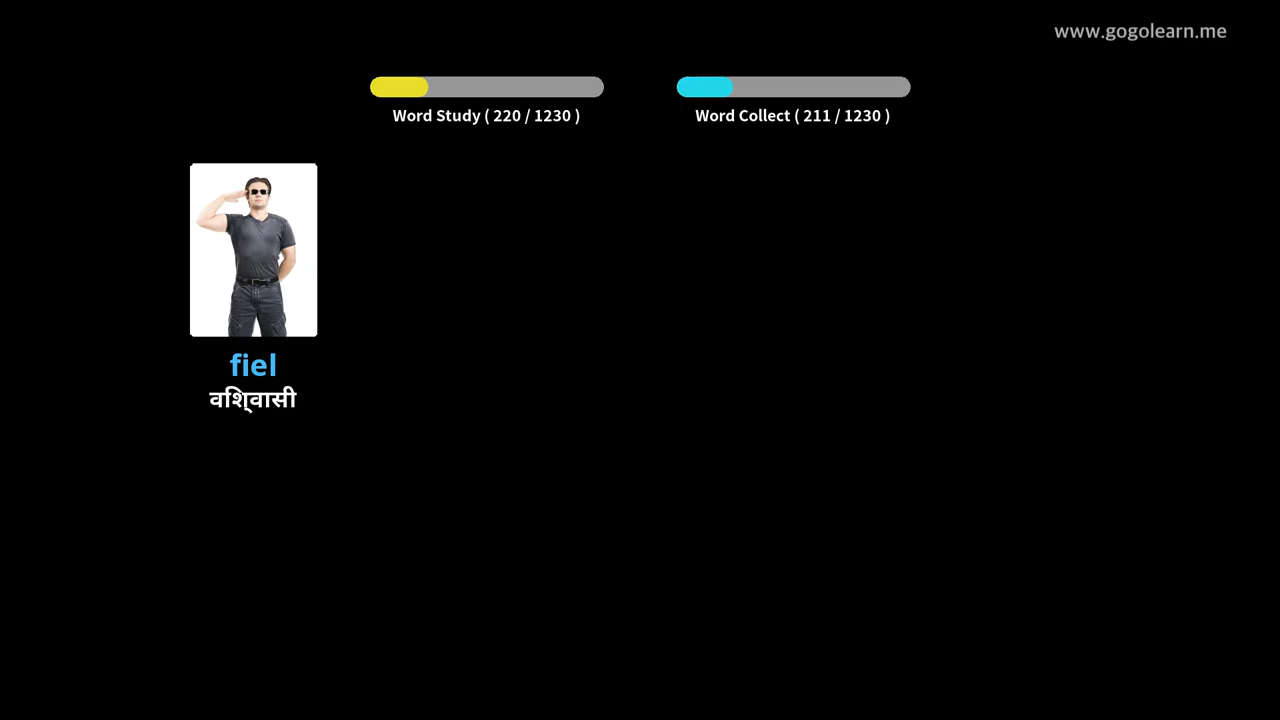 www.gogolearn.me
Word Study ( 220 / 1230 )
Word Collect ( 211 / 1230 )
fiel
वशि्वासी